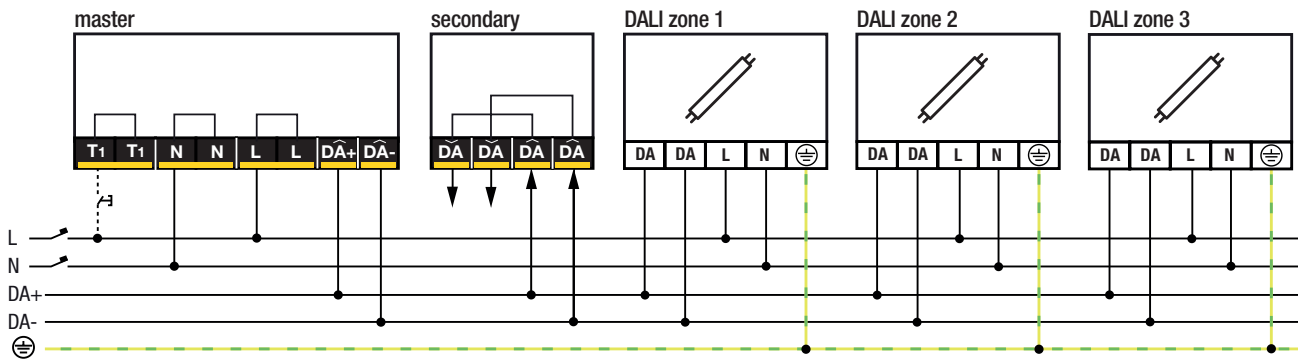 master secondary DALI zone 1 DALI zone 2 DALI zone 3
T1 T1 N N L L DA+ DA- DA DA DA DA DA DA L N DA DA L N DA DA L N
L
N
DA+
DA-